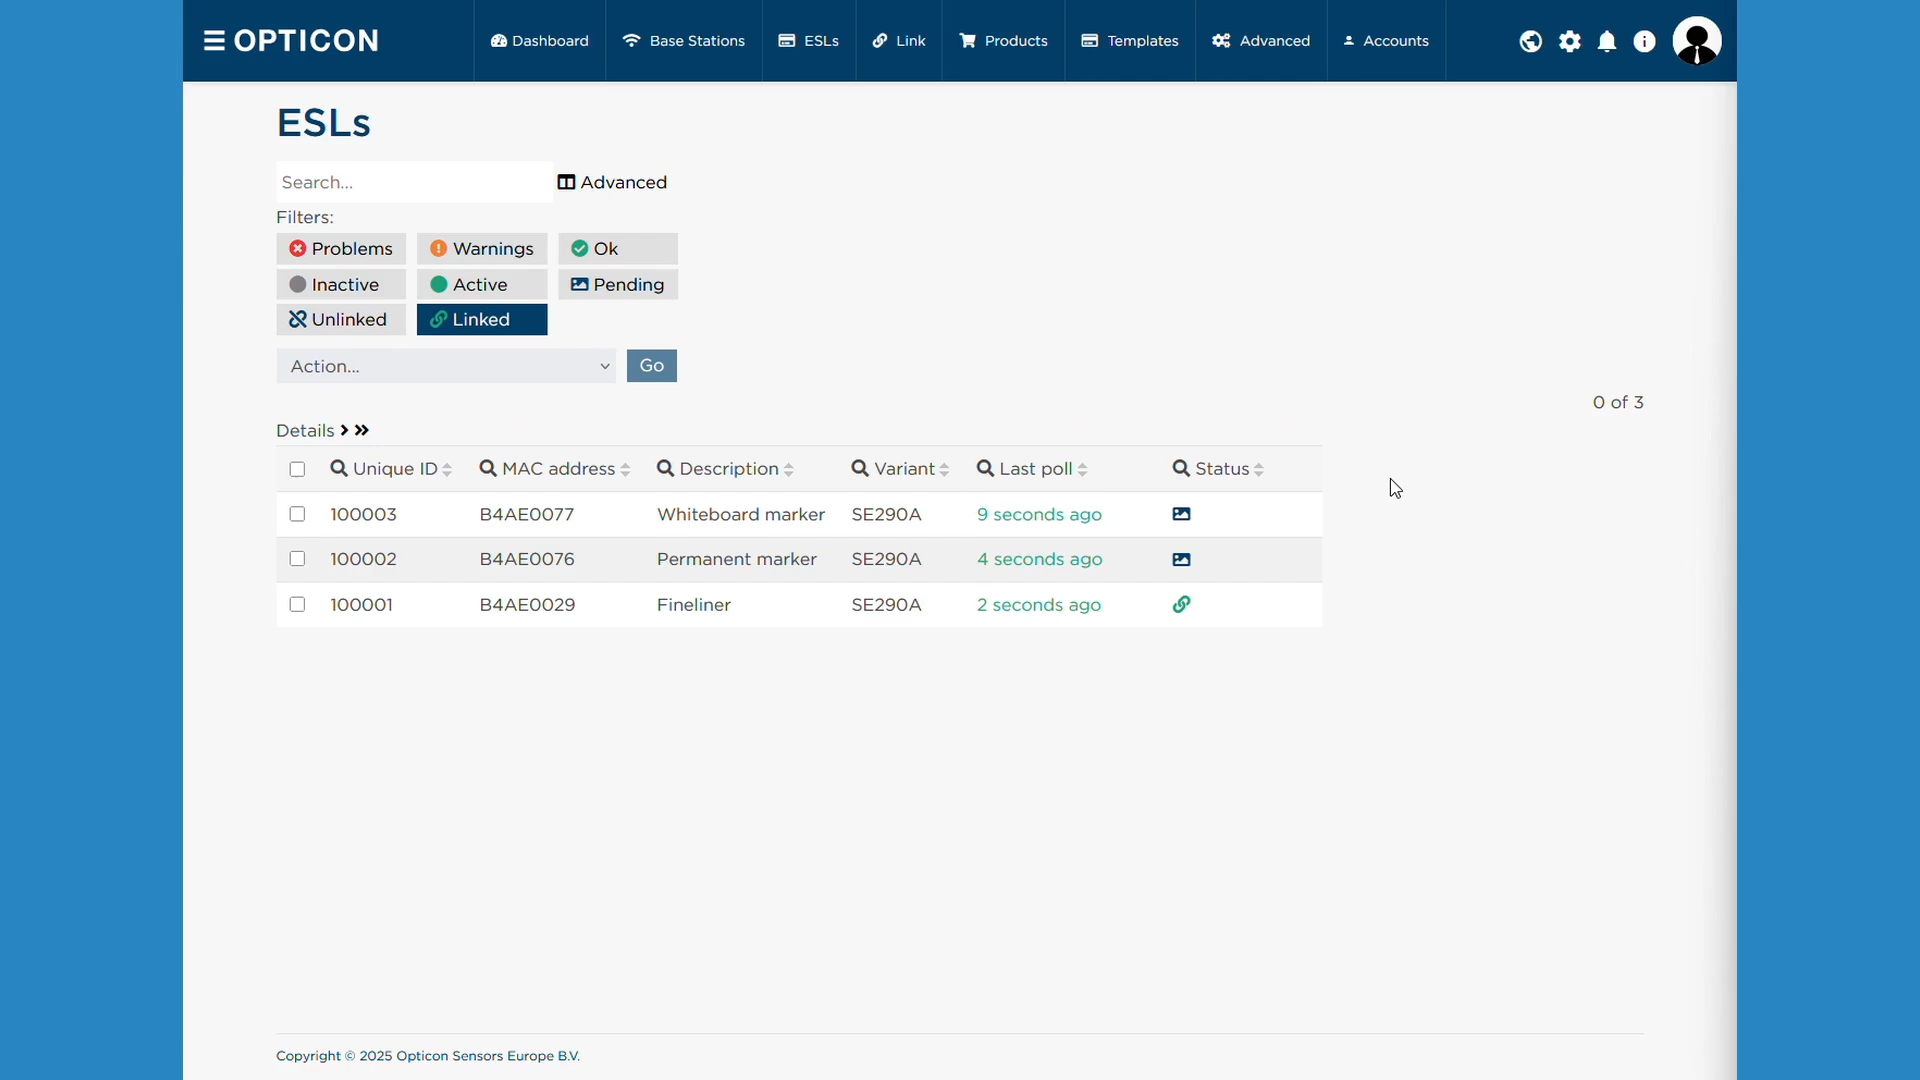 OPTICON Dashboard Base Stations ESLs Link Products Templates Advanced Accounts
ESLs
Search... Advanced
Filters:
Problems Warnings Ok
Inactive Active Pending
Unlinked Linked
Action... Go
0 of 3
Details
Unique ID MAC address Description Variant Last poll Status
100003 B4AE0077 Whiteboard marker SE290A 9 seconds ago
100002 B4AE0076 Permanent marker SE290A 4 seconds ago
100001 B4AE0029 Fineliner SE290A 2 seconds ago
Copyright © 2025 Opticon Sensors Europe B.V.